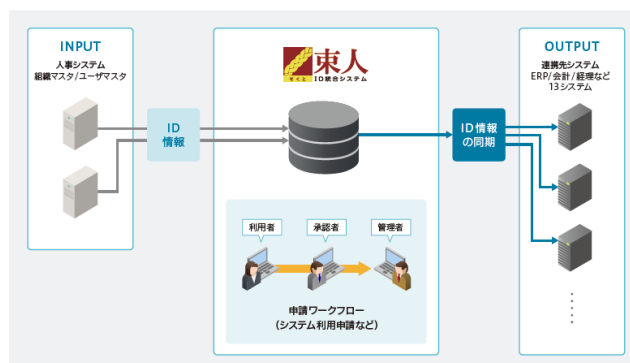 INPUT
人事システム
組織マスタ/ユーザマスタ
ID
情報
束人
そくと
ID統合システム
利用者
承認者
管理者
申請ワークフロー
(システム利用申請など)
ID情報
の同期
OUTPUT
連携先システム
ERP/会計/経理など
13システム